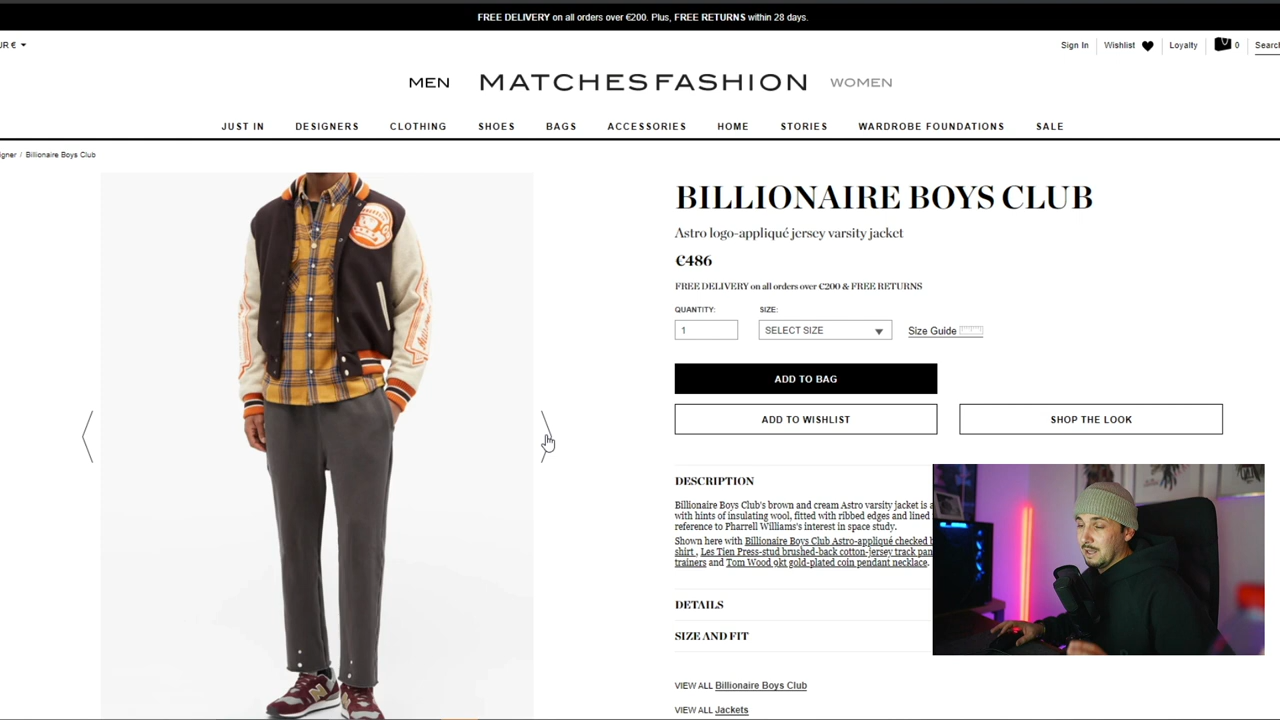 FREE DELIVERY on all orders over €200. Plus, FREE RETURNS within 28 days.
UR €
Sign In
Wishlist
Loyalty
0
Search
MEN
MATCHESFASHION
WOMEN
JUST IN
DESIGNERS
CLOTHING
SHOES
BAGS
ACCESSORIES
HOME
STORIES
WARDROBE FOUNDATIONS
SALE
igner / Billionaire Boys Club
BILLIONAIRE BOYS CLUB
Astro logo-appliqué jersey varsity jacket
€486
FREE DELIVERY on all orders over €200 & FREE RETURNS
QUANTITY:
SIZE:
1
SELECT SIZE
Size Guide
ADD TO BAG
ADD TO WISHLIST
SHOP THE LOOK
DESCRIPTION
Billionaire Boys Club's brown and cream Astro varsity jacket is
with hints of insulating wool, fitted with ribbed edges and lined
reference to Pharrell Williams's interest in space study.
Shown here with Billionaire Boys Club Astro-appliqué checked
shirt, Les Tien Press-stud brushed-back cotton-jersey track pan
trainers and Tom Wood 9kt gold-plated coin pendant necklace.
DETAILS
SIZE AND FIT
VIEW ALL Billionaire Boys Club
VIEW ALL Jackets